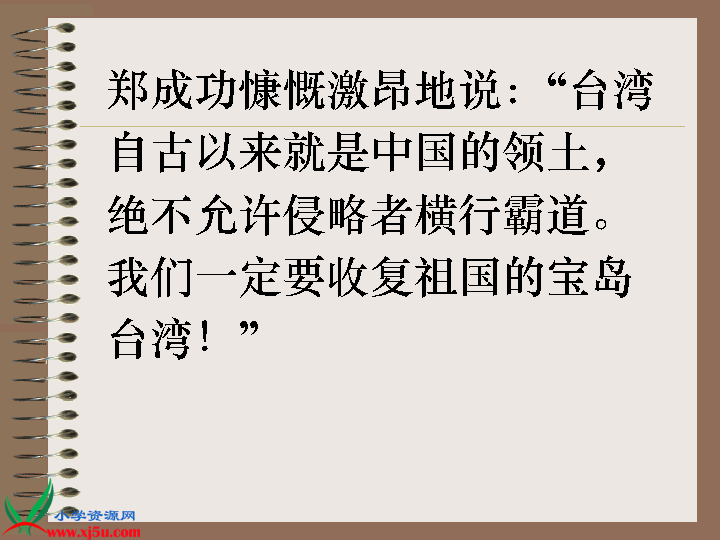 郑成功慷慨激昂地说：“台湾
自古以来就是中国的领土，
绝不允许侵略者横行霸道。
我们一定要收复祖国的宝岛
台湾！”
小学资源网
www.xj5u.com